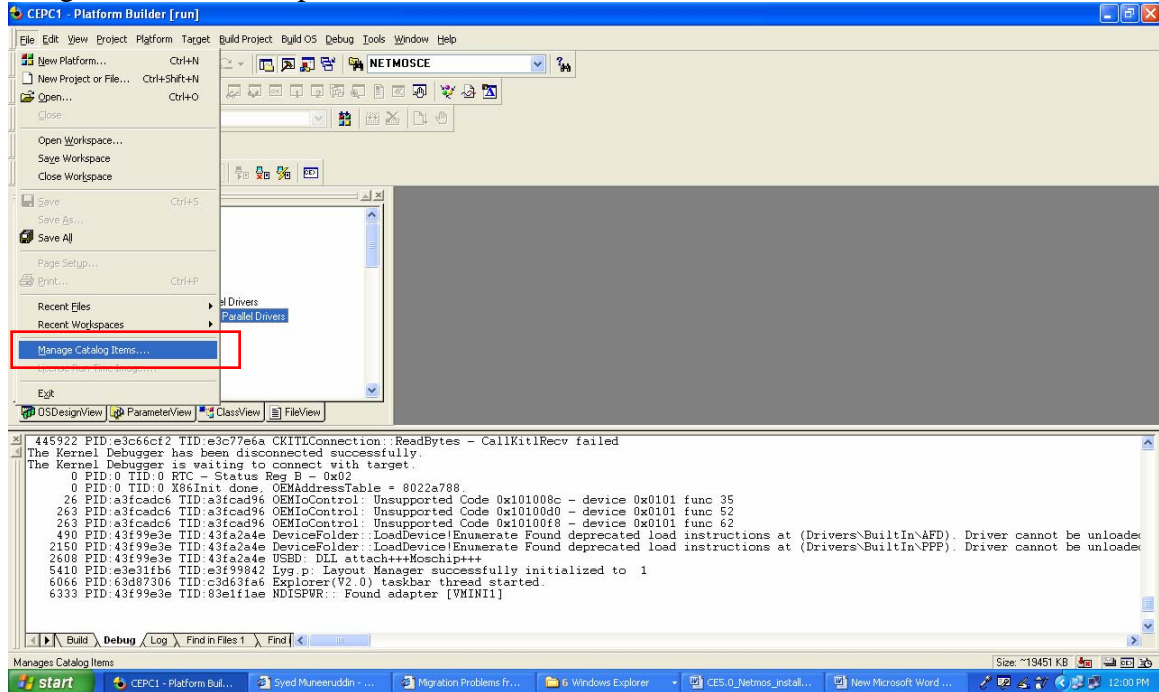 CEPC1 - Platform Builder [run]
File Edit View Project Platform Target Build Project Build OS Debug Tools Window Help
New Platform... Ctrl+N
NETMOSCE
New Project or File... Ctrl+Shift+N
Open... Ctrl+O
Close
Open Workspace...
Save Workspace
Close Workspace
Save Ctrl+S
Save As...
Save All
Page Setup...
Print... Ctrl+P
Recent Files
el Drivers
Recent Workspaces
Parallel Drivers
Manage Catalog Items....
License Run-Time Image....
Exit
OSDesignView ParameterView ClassView FileView
445922 PID:e3c66cf2 TID:e3c77e6a CKITLConnection::ReadBytes - CallKitlRecv failed
The Kernel Debugger has been disconnected successfully.
The Kernel Debugger is waiting to connect with target.
0 PID:0 TID:0 RTC - Status Reg B - 0x02
0 PID:0 TID:0 X86Init done, OEMAddressTable = 8022a788.
26 PID:a3fcadc6 TID:a3fcad96 OEMIoControl: Unsupported Code 0x101008c - device 0x0101 func 35
263 PID:a3fcadc6 TID:a3fcad96 OEMIoControl: Unsupported Code 0x10100d0 - device 0x0101 func 52
263 PID:a3fcadc6 TID:a3fcad96 OEMIoControl: Unsupported Code 0x10100f8 - device 0x0101 func 62
490 PID:43f99e3e TID:43fa2a4e DeviceFolder::LoadDevice!Enumerate Found deprecated load instructions at (Drivers\BuiltIn\AFD). Driver cannot be unloade
2150 PID:43f99e3e TID:43fa2a4e DeviceFolder::LoadDevice!Enumerate Found deprecated load instructions at (Drivers\BuiltIn\PPP). Driver cannot be unloade
2608 PID:43f99e3e TID:43fa2a4e USBD: DLL attach+++Moschip+++
5410 PID:e3e31fb6 TID:e3f99842 Lyg.p: Layout Manager successfully initialized to 1
6066 PID:63d87306 TID:c3d63fa6 Explorer(V2.0) taskbar thread started.
6333 PID:43f99e3e TID:83e1f1ae NDISPWR:: Found adapter [VMINI1]
Build Debug Log Find in Files 1 Find i
Manages Catalog Items Size: ~19451 KB
start CEPC1 - Platform Buil... Syed Muneeruddin - ... Migration Problems fr... 6 Windows Explorer CE5.0_Netmos_install... New Microsoft Word ... 12:00 PM